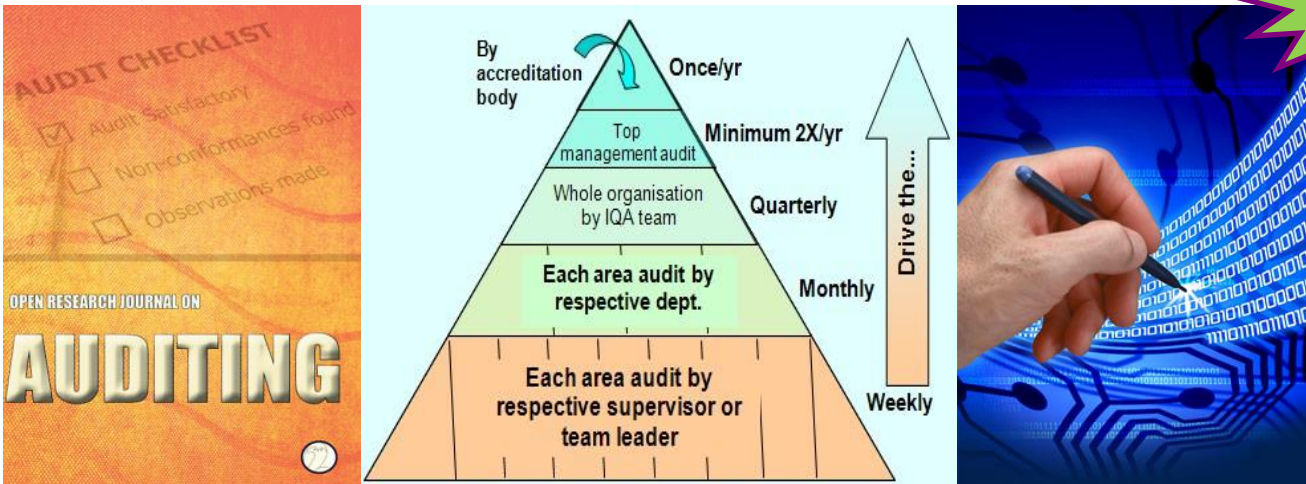 AUDIT CHECKLIST
Audit Satisfactory
Non-conformances found
Observations made
OPEN RESEARCH JOURNAL ON
AUDITING
By
accreditation
body
Once/yr
Top
management audit
Minimum 2X/yr
Whole organisation
by IQA team
Quarterly
Each area audit by
respective dept.
Monthly
Each area audit by
respective supervisor or
team leader
Weekly
Drive the...